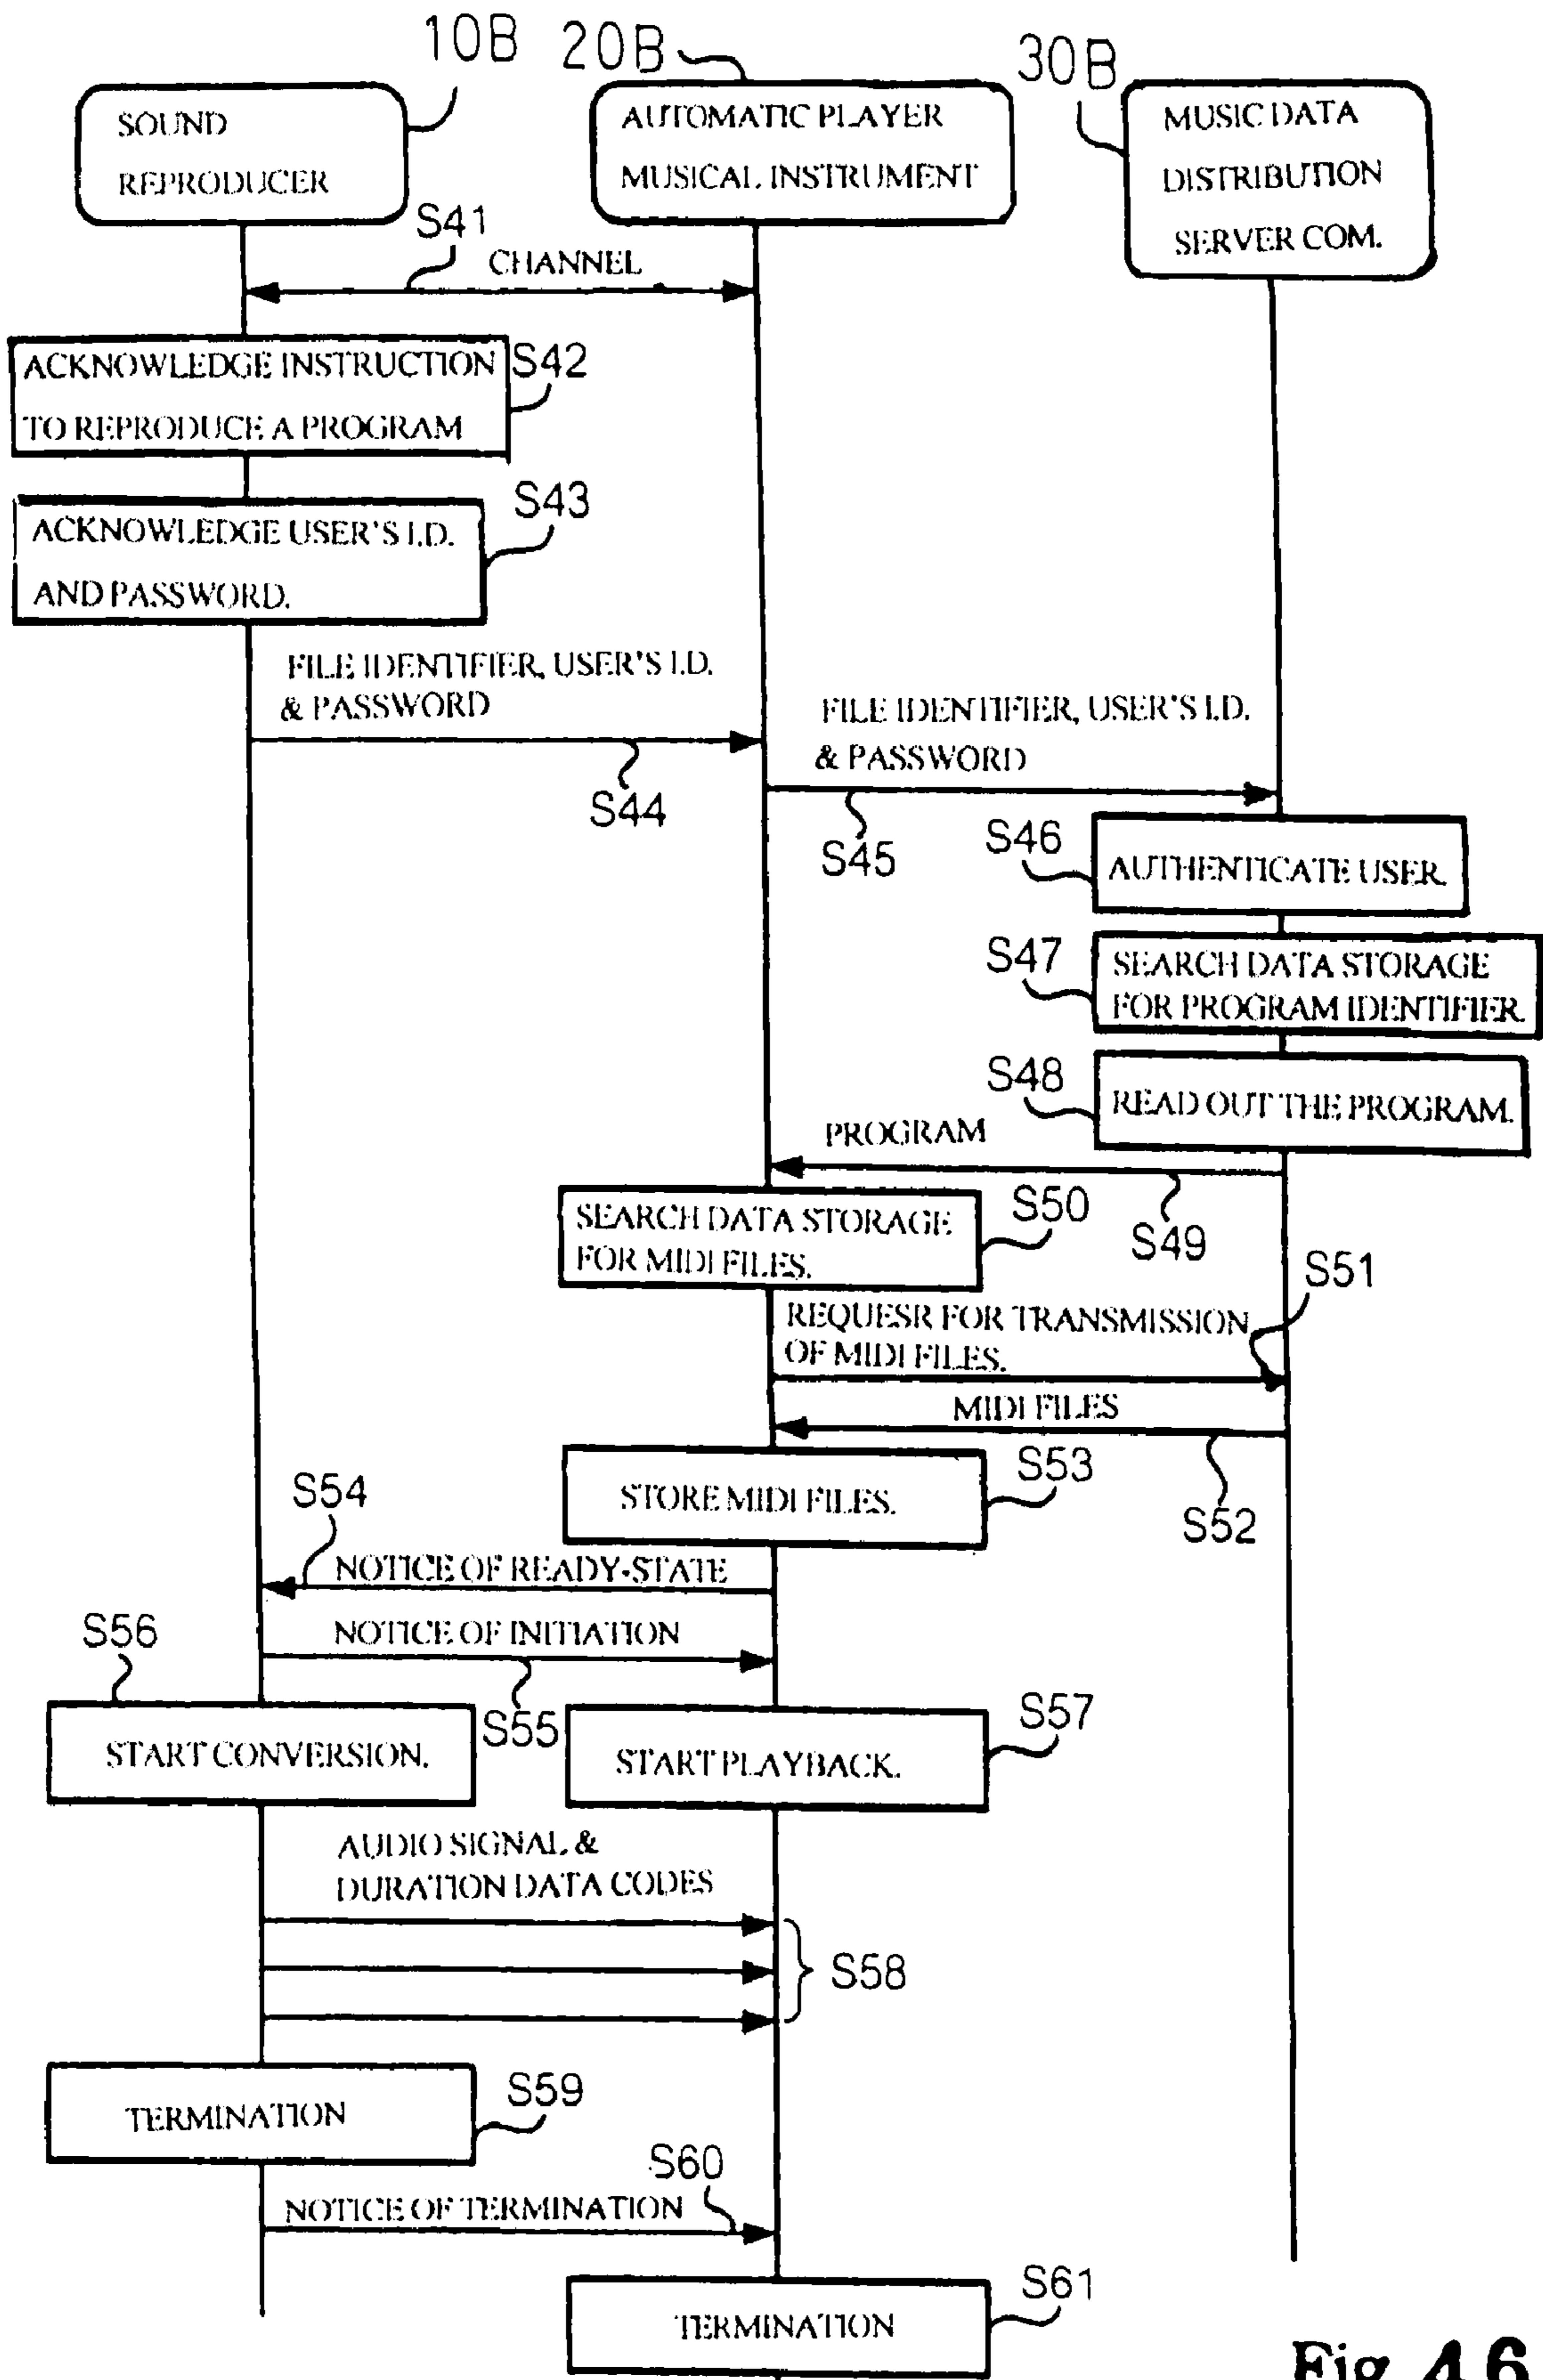 10B
20B
30B
SOUND
REPRODUCER
AUTOMATIC PLAYER
MUSICAL INSTRUMENT
MUSIC DATA
DISTRIBUTION
SERVER COM.
S41
CHANNEL
ACKNOWLEDGE INSTRUCTION
TO REPRODUCE A PROGRAM
S42
ACKNOWLEDGE USER'S I.D.
AND PASSWORD.
S43
FILE IDENTIFIER, USER'S I.D.
& PASSWORD
S44
FILE IDENTIFIER, USER'S I.D.
& PASSWORD
S45
S46
AUTHENTICATE USER.
S47
SEARCH DATA STORAGE
FOR PROGRAM IDENTIFIER.
S48
READ OUT THE PROGRAM.
PROGRAM
S49
SEARCH DATA STORAGE
FOR MIDI FILES.
S50
S51
REQUESR FOR TRANSMISSION
OF MIDI FILES.
MIDI FILES
S52
STORE MIDI FILES.
S53
S54
NOTICE OF READY-STATE
NOTICE OF INITIATION
S55
S56
START CONVERSION.
START PLAYBACK.
S57
AUDIO SIGNAL &
DURATION DATA CODES
S58
TERMINATION
S59
S60
NOTICE OF TERMINATION
TERMINATION
S61
Fig. 46